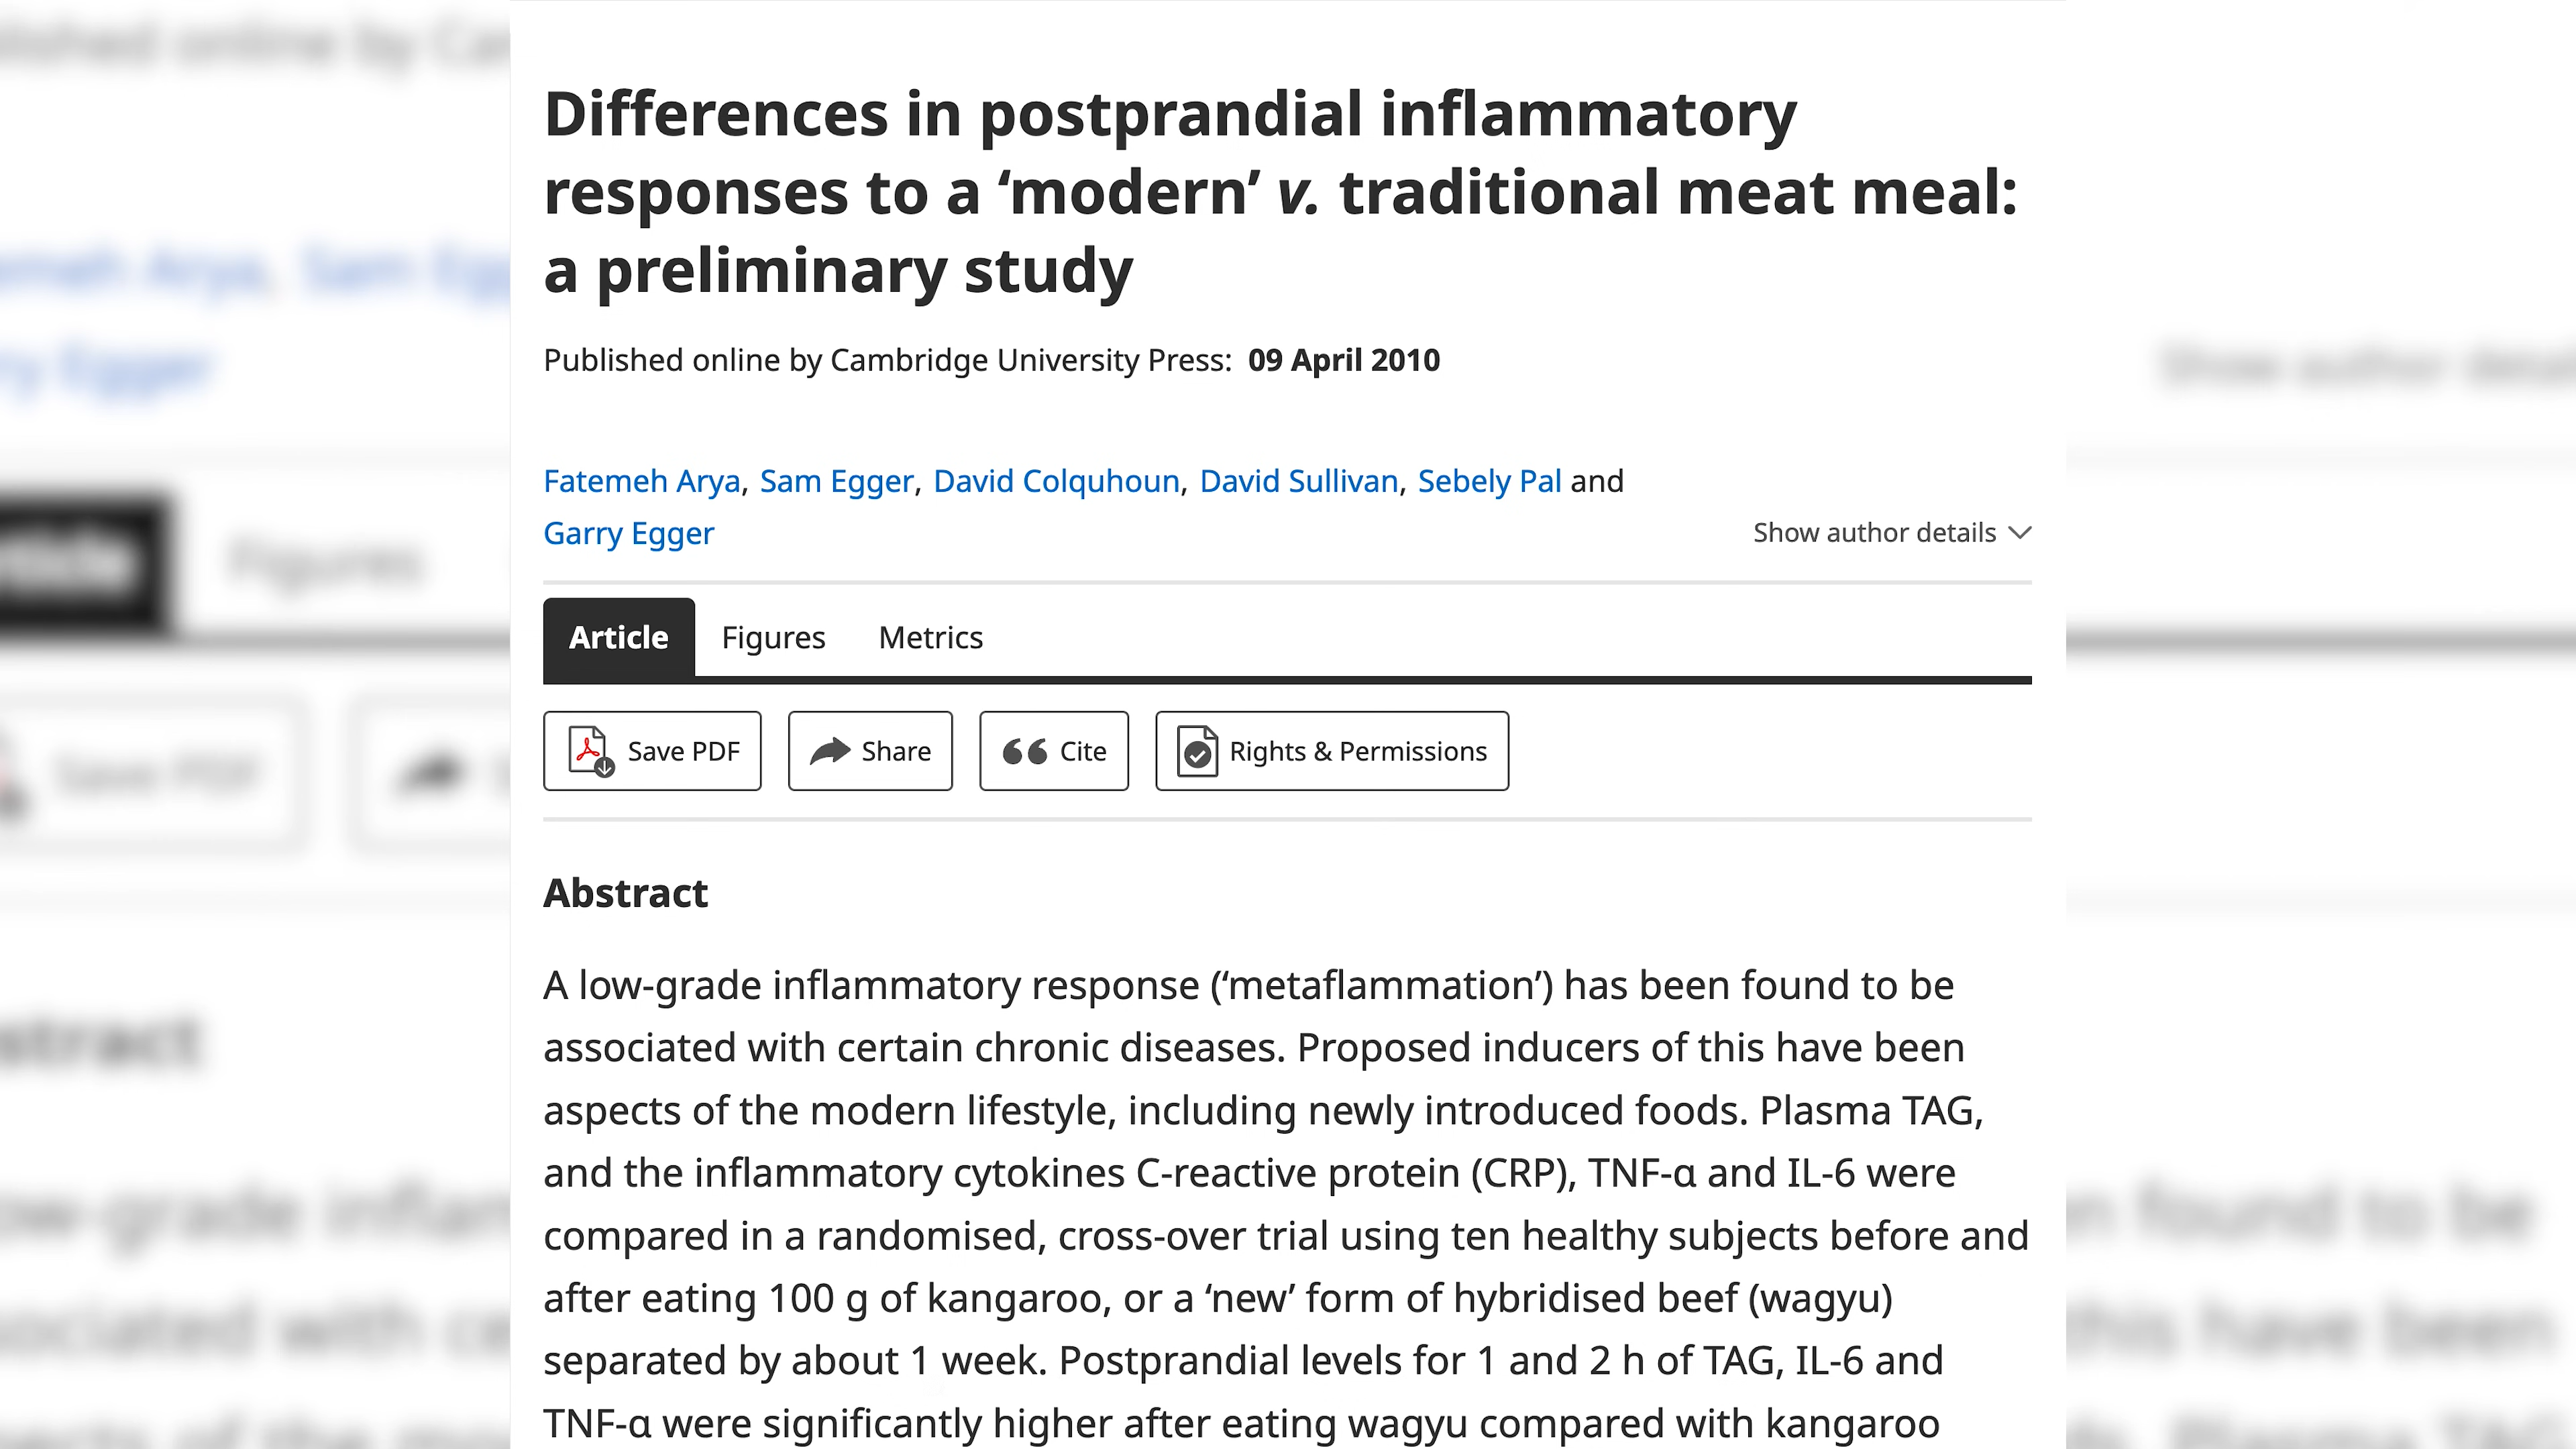 Differences in postprandial inflammatory
responses to a ‘modern’ v. traditional meat meal:
a preliminary study
Published online by Cambridge University Press: 09 April 2010
Fatemeh Arya, Sam Egger, David Colquhoun, David Sullivan, Sebely Pal and
Garry Egger
Show author details
Article Figures Metrics
Save PDF Share Cite Rights & Permissions
Abstract
A low-grade inflammatory response (‘metaflammation’) has been found to be
associated with certain chronic diseases. Proposed inducers of this have been
aspects of the modern lifestyle, including newly introduced foods. Plasma TAG,
and the inflammatory cytokines C-reactive protein (CRP), TNF-α and IL-6 were
compared in a randomised, cross-over trial using ten healthy subjects before and
after eating 100 g of kangaroo, or a ‘new’ form of hybridised beef (wagyu)
separated by about 1 week. Postprandial levels for 1 and 2 h of TAG, IL-6 and
TNF-α were significantly higher after eating wagyu compared with kangaroo